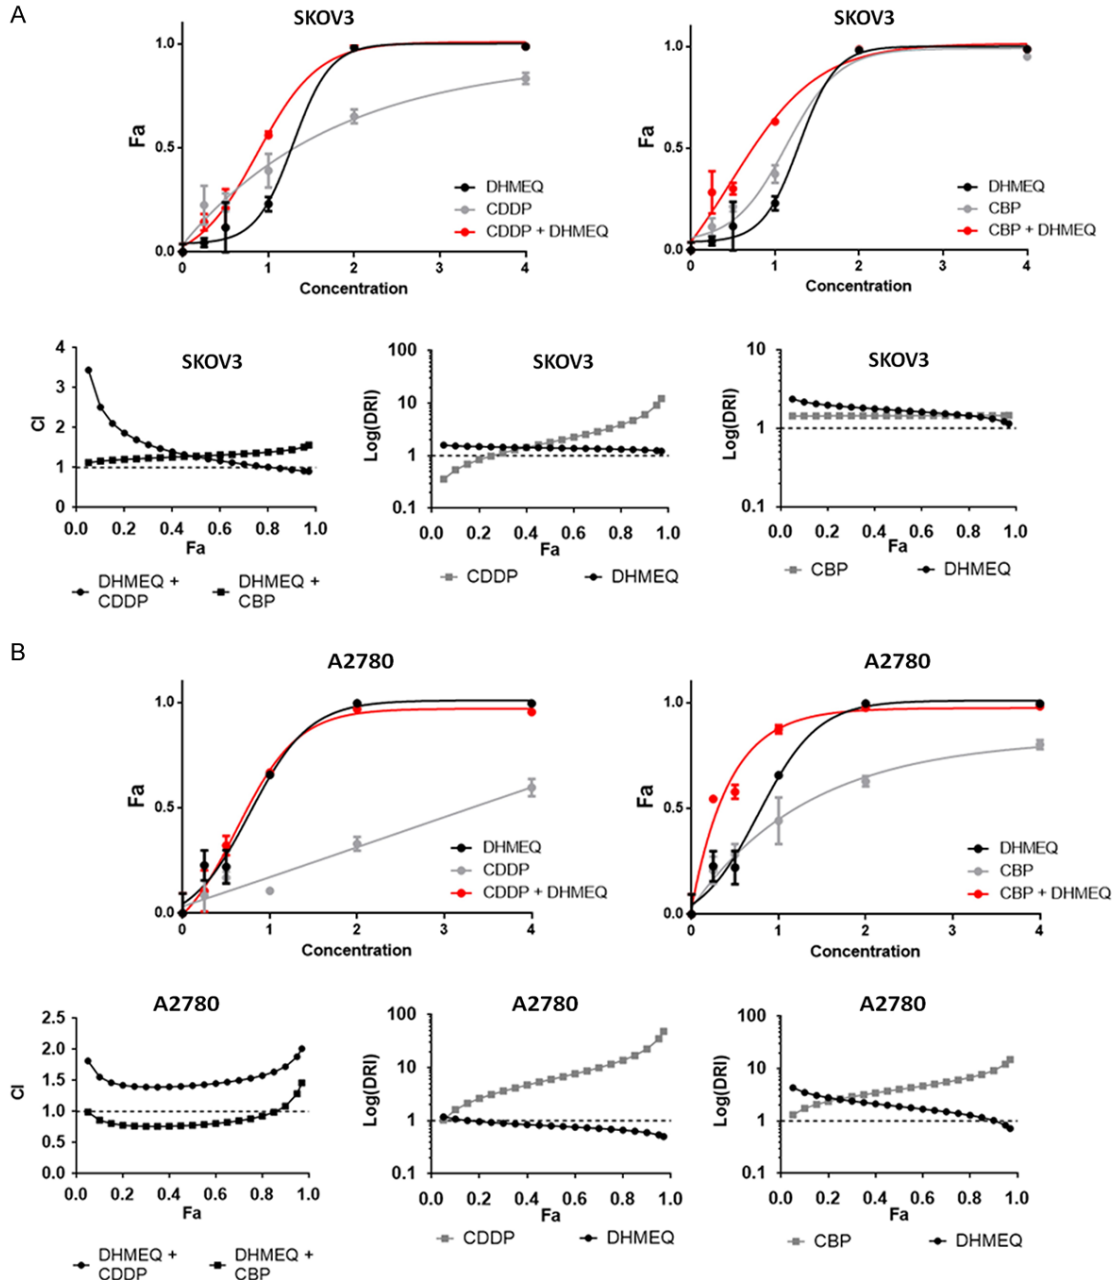 A
SKOV3
SKOV3
1.0
0.5
0.0
Fa
0
1
2
3
4
Concentration
DHMEQ
CDDP
CDDP + DHMEQ
1.0
0.5
0.0
Fa
0
1
2
3
4
Concentration
DHMEQ
CBP
CBP + DHMEQ
SKOV3
4
3
2
1
0
CI
0.0
0.2
0.4
0.6
0.8
1.0
Fa
DHMEQ +
CDDP
DHMEQ +
CBP
SKOV3
100
10
1
0.1
Log(DRI)
0.0
0.2
0.4
0.6
0.8
1.0
Fa
CDDP
DHMEQ
SKOV3
10
1
0.1
Log(DRI)
0.0
0.2
0.4
0.6
0.8
1.0
Fa
CBP
DHMEQ
B
A2780
A2780
1.0
0.5
0.0
Fa
0
1
2
3
4
Concentration
DHMEQ
CDDP
CDDP + DHMEQ
1.0
0.5
0.0
Fa
0
1
2
3
4
Concentration
DHMEQ
CBP
CBP + DHMEQ
A2780
2.5
2.0
1.5
1.0
0.5
0.0
CI
0.0
0.2
0.4
0.6
0.8
1.0
Fa
DHMEQ +
CDDP
DHMEQ +
CBP
A2780
100
10
1
0.1
Log(DRI)
0.0
0.2
0.4
0.6
0.8
1.0
Fa
CDDP
DHMEQ
A2780
100
10
1
0.1
Log(DRI)
0.0
0.2
0.4
0.6
0.8
1.0
Fa
CBP
DHMEQ